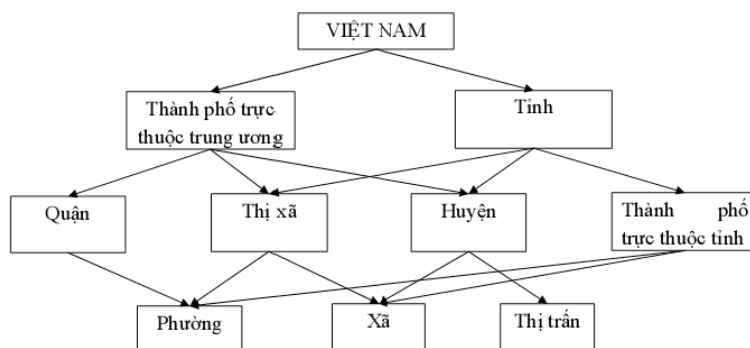 VIỆT NAM
Thành phố trực
thuộc trung ương
Tỉnh
Quận
Thị xã
Huyện
Thành phố
trực thuộc tỉnh
Phường
Xã
Thị trấn